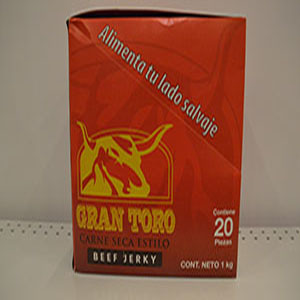 Alimenta tu lado salvaje
GRAN TORO
CARNE SECA ESTILO
BEEF JERKY
Contiene
20
Piezas
CONT. NETO 1 kg